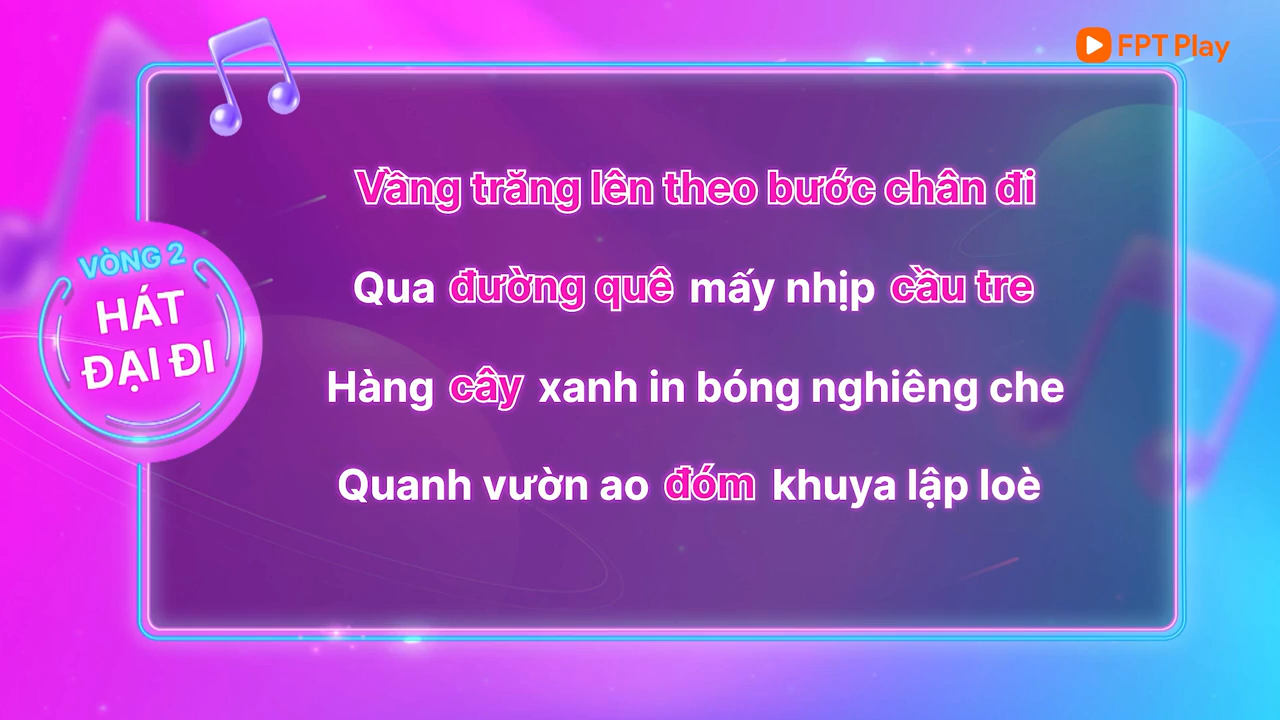 FPT Play
Vầng trăng lên theo bước chân đi
VÒNG 2
HÁT
ĐẠI ĐI
Qua đường quê mấy nhịp cầu tre
Hàng cây xanh in bóng nghiêng che
Quanh vườn ao đóm khuya lập loè